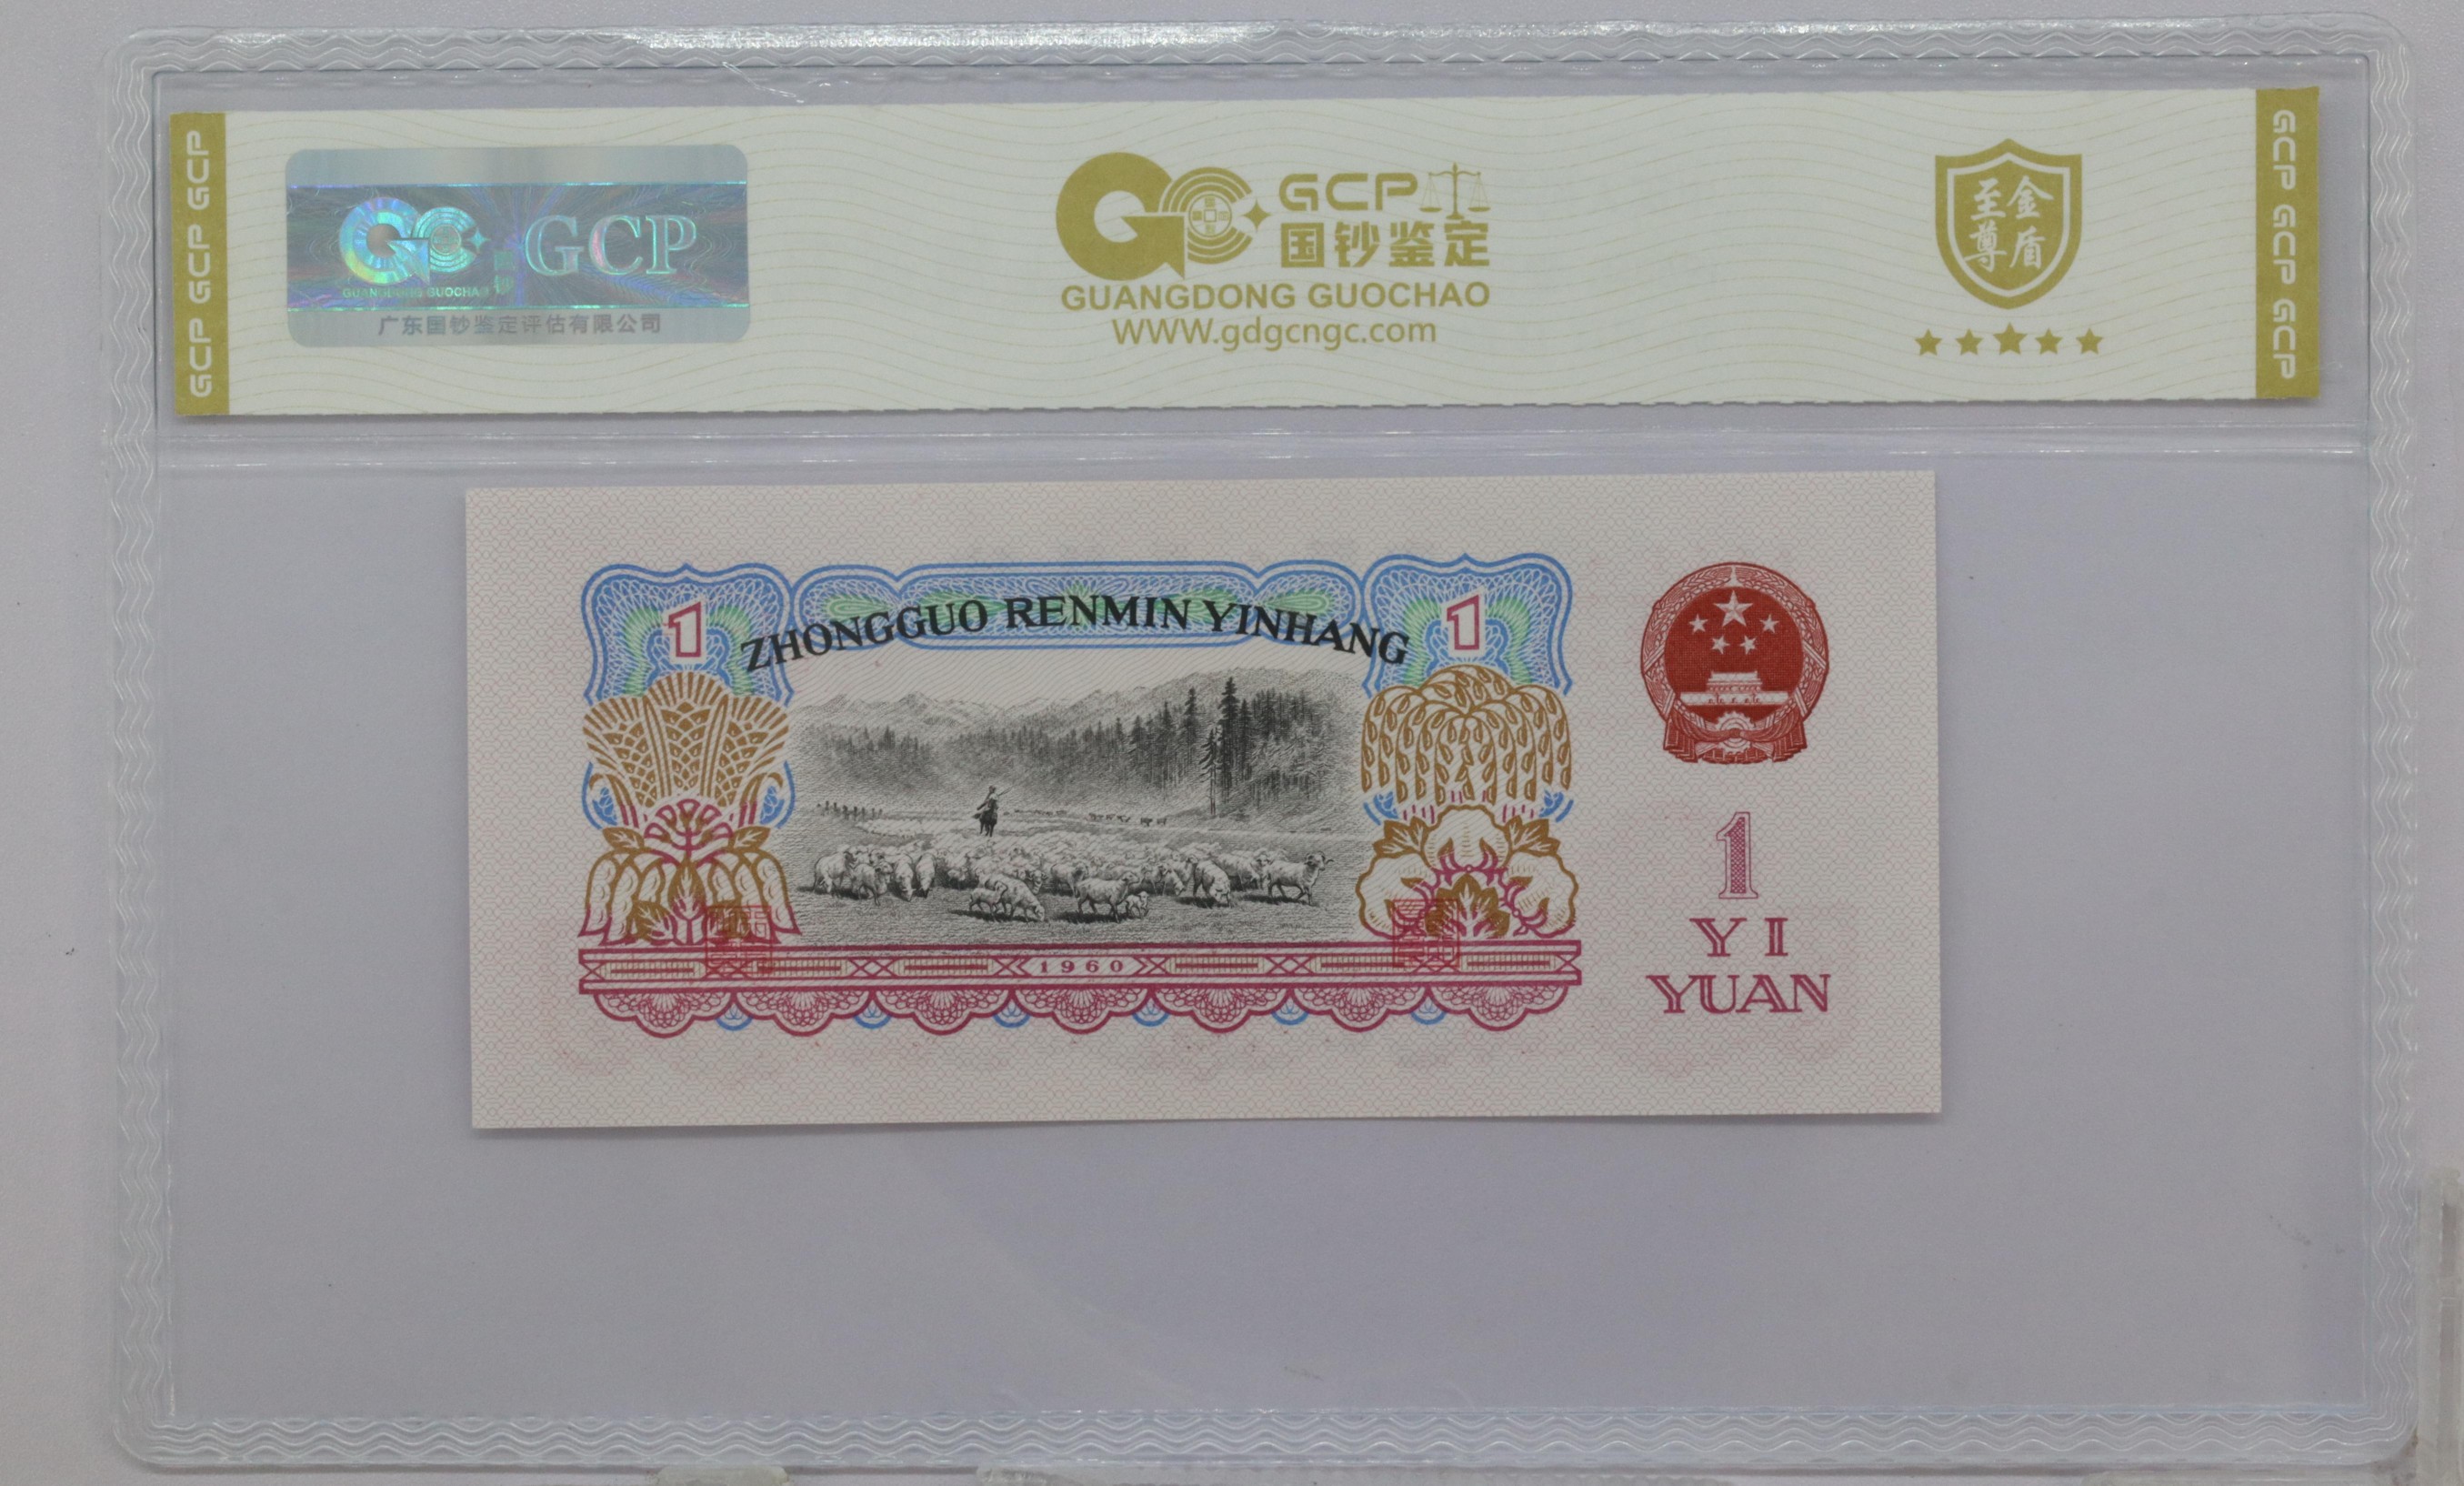 GCP GCP GCP
GUANGDONG GUOCHAO
GCP
广东国钞鉴定评估有限公司
GCP
国钞鉴定
GUANGDONG GUOCHAO
WWW.gdgcngc.com
至尊金盾
GCP GCP GCP
1
ZHONGGUO RENMIN YINHANG
1
1960
1
YI
YUAN